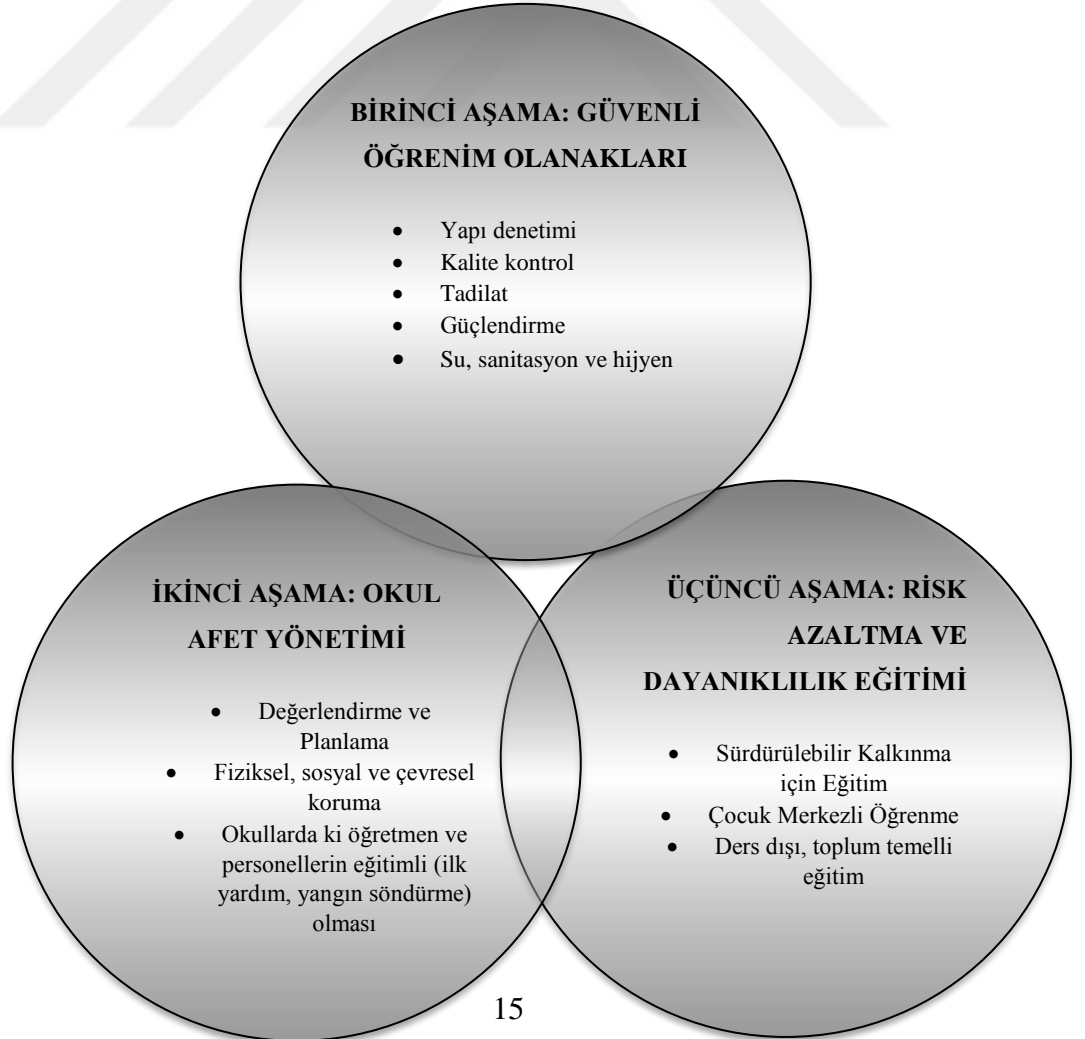 BİRİNCİ AŞAMA: GÜVENLİ
ÖĞRENİM OLANAKLARI
• Yapı denetimi
• Kalite kontrol
• Tadilat
• Güçlendirme
• Su, sanitasyon ve hijyen
İKİNCİ AŞAMA: OKUL
AFET YÖNETİMİ
• Değerlendirme ve
Planlama
• Fiziksel, sosyal ve çevresel
koruma
• Okullarda ki öğretmen ve
personellerin eğitimli (ilk
yardım, yangın söndürme)
olması
ÜÇÜNCÜ AŞAMA: RİSK
AZALTMA VE
DAYANIKLILIK EĞİTİMİ
• Sürdürülebilir Kalkınma
için Eğitim
• Çocuk Merkezli Öğrenme
• Ders dışı, toplum temelli
eğitim
15